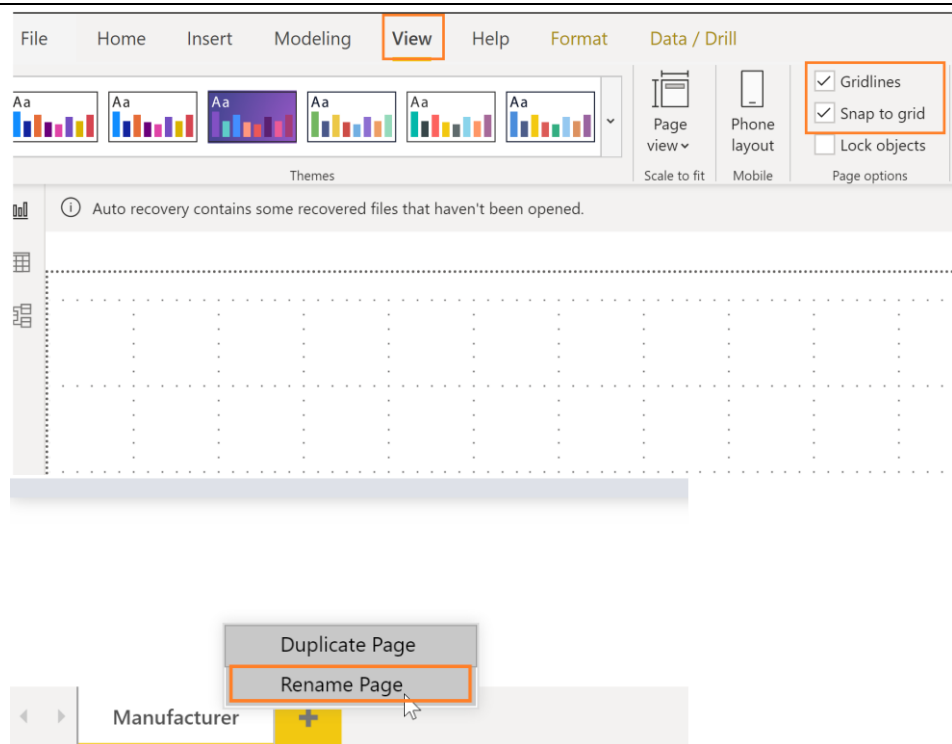 File Home Insert Modeling View Help Format Data / Drill
Aa Aa Aa Aa Aa Aa
Page view
Phone layout
Gridlines
Snap to grid
Lock objects
Themes Scale to fit Mobile Page options
Auto recovery contains some recovered files that haven't been opened.
Duplicate Page
Rename Page
Manufacturer +